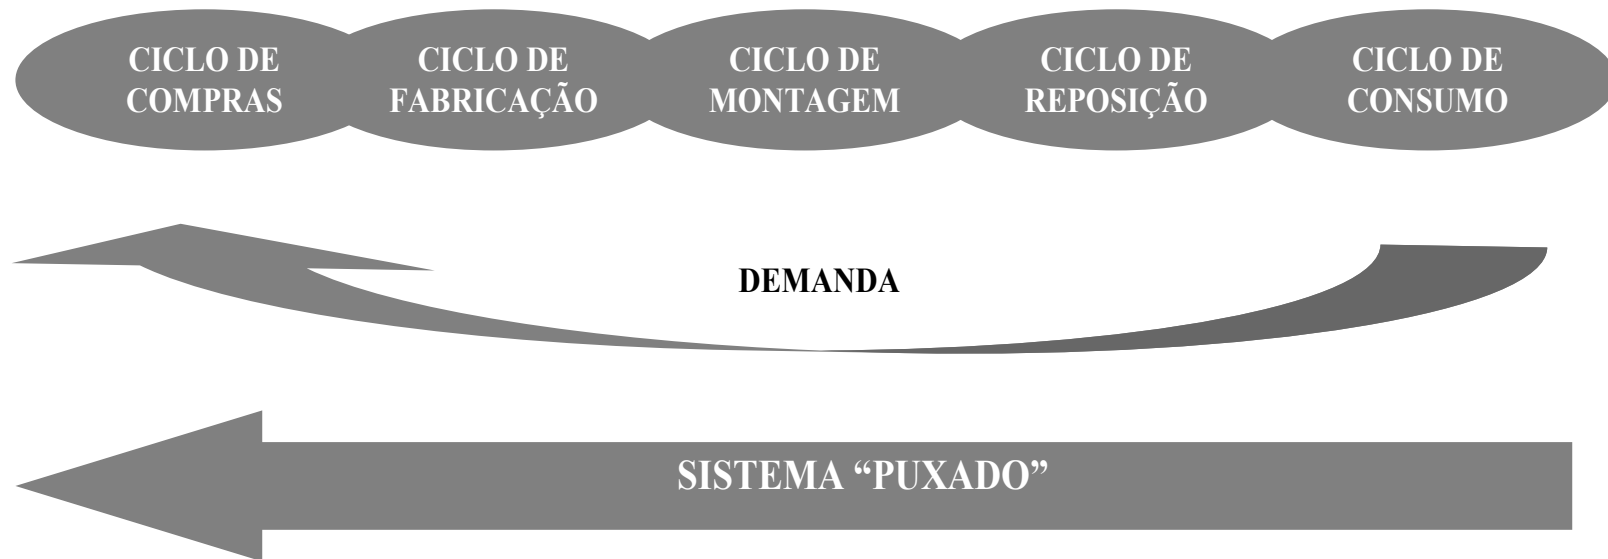 CICLO DE
COMPRAS
CICLO DE
FABRICAÇÃO
CICLO DE
MONTAGEM
CICLO DE
REPOSIÇÃO
CICLO DE
CONSUMO
DEMANDA
SISTEMA “PUXADO”